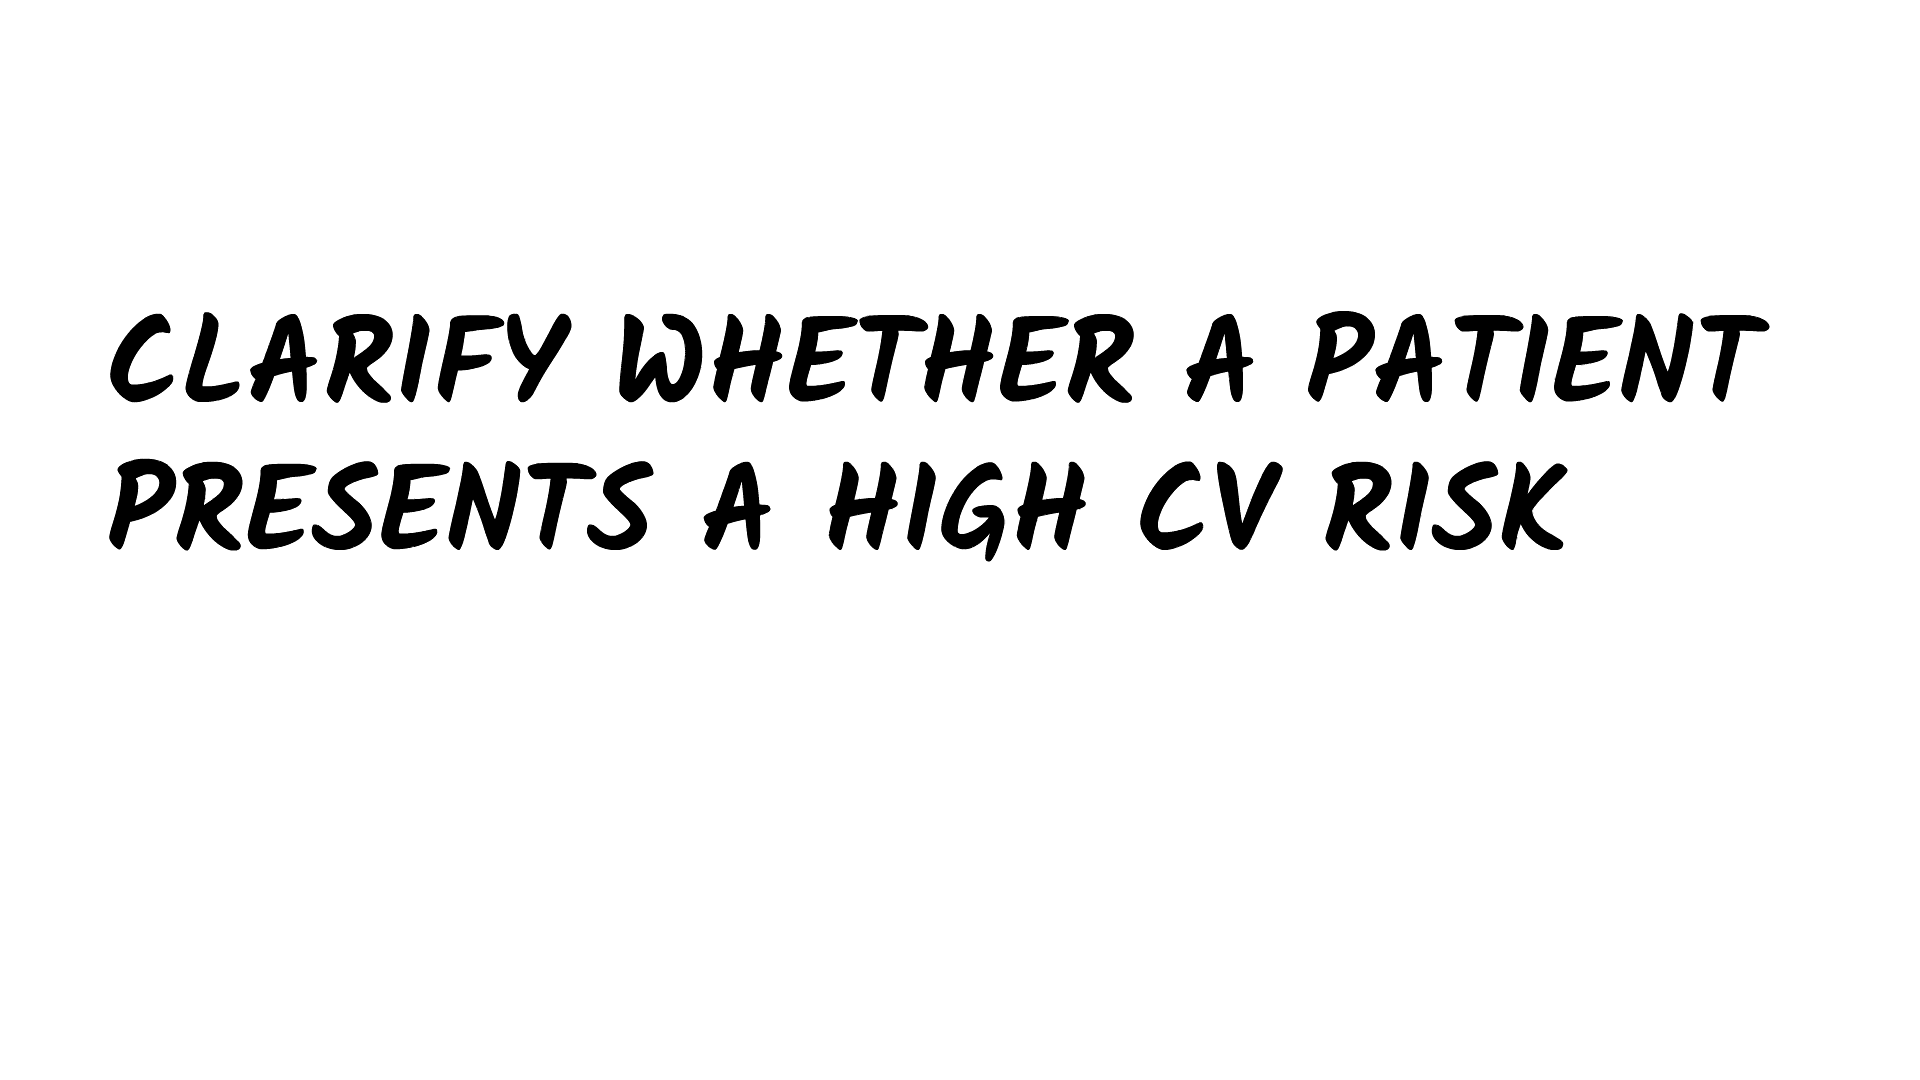 CLARIFY WHETHER A PATIENT
PRESENTS A HIGH CV RISK